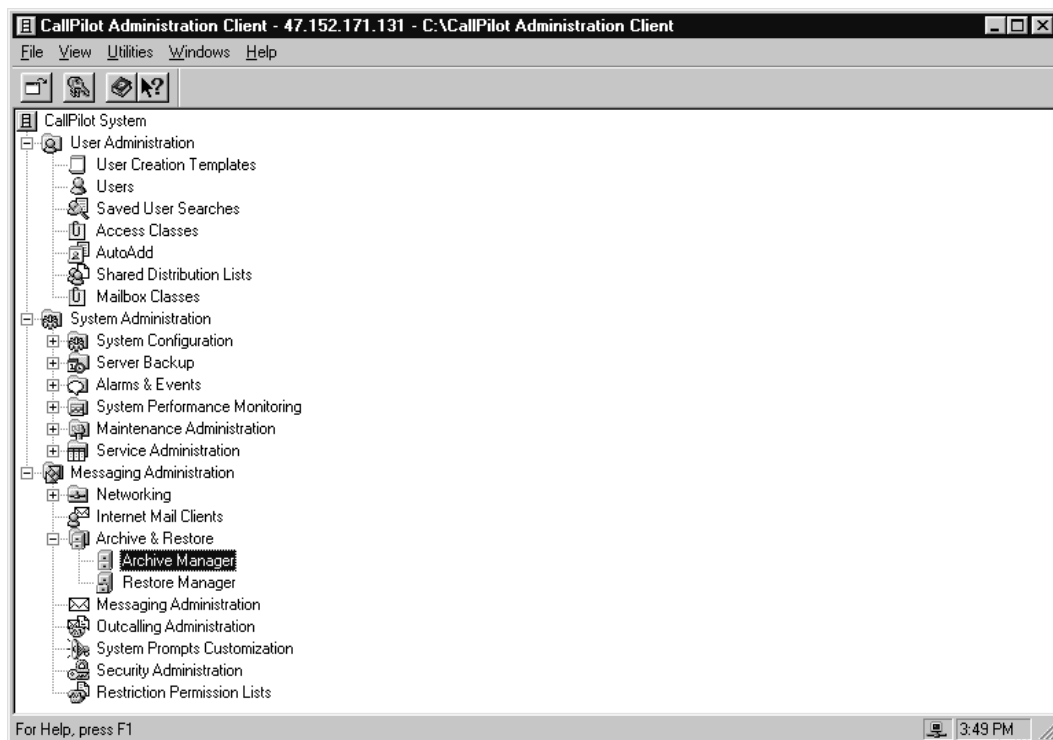 CallPilot Administration Client - 47.152.171.131 - C:\CallPilot Administration Client
File View Utilities Windows Help
CallPilot System
User Administration
User Creation Templates
Users
Saved User Searches
Access Classes
AutoAdd
Shared Distribution Lists
Mailbox Classes
System Administration
System Configuration
Server Backup
Alarms & Events
System Performance Monitoring
Maintenance Administration
Service Administration
Messaging Administration
Networking
Internet Mail Clients
Archive & Restore
Archive Manager
Restore Manager
Messaging Administration
Outcalling Administration
System Prompts Customization
Security Administration
Restriction Permission Lists
For Help, press F1 3:49 PM